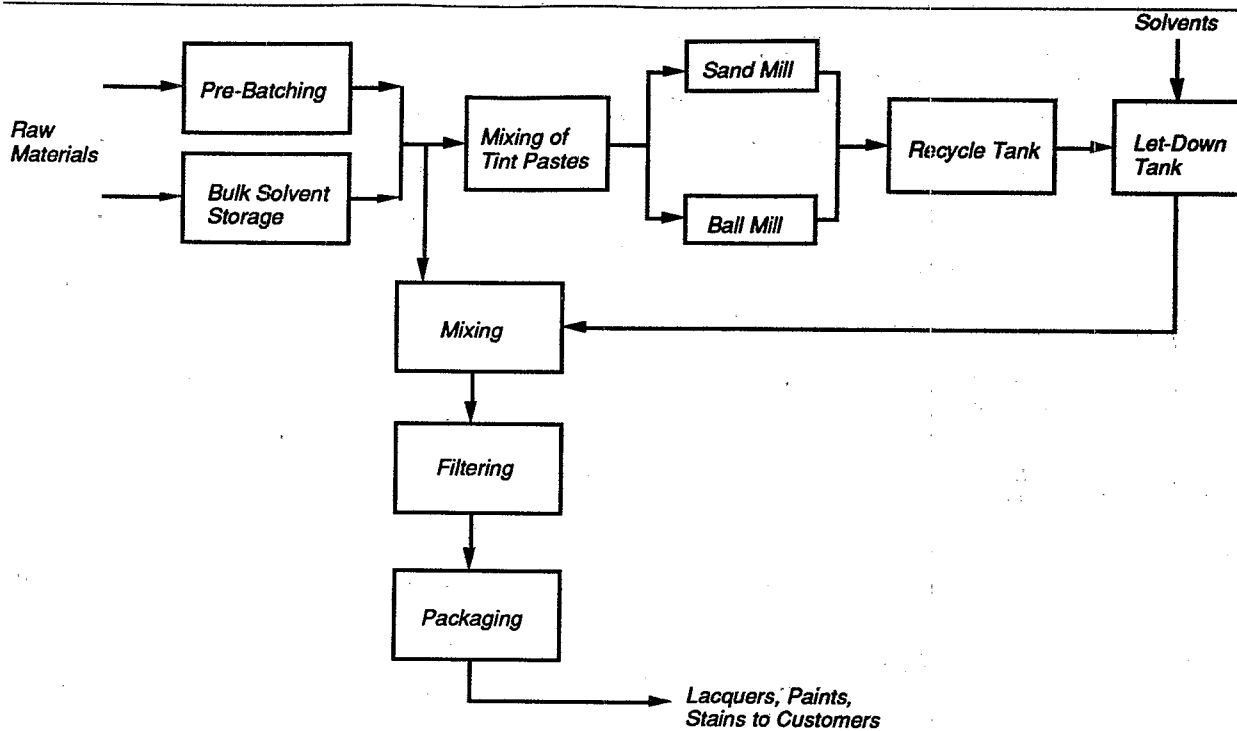 Solvents
Raw
Materials
Pre-Batching
Bulk Solvent
Storage
Mixing of
Tint Pastes
Sand Mill
Ball Mill
Recycle Tank
Let-Down
Tank
Mixing
Filtering
Packaging
Lacquers, Paints,
Stains to Customers